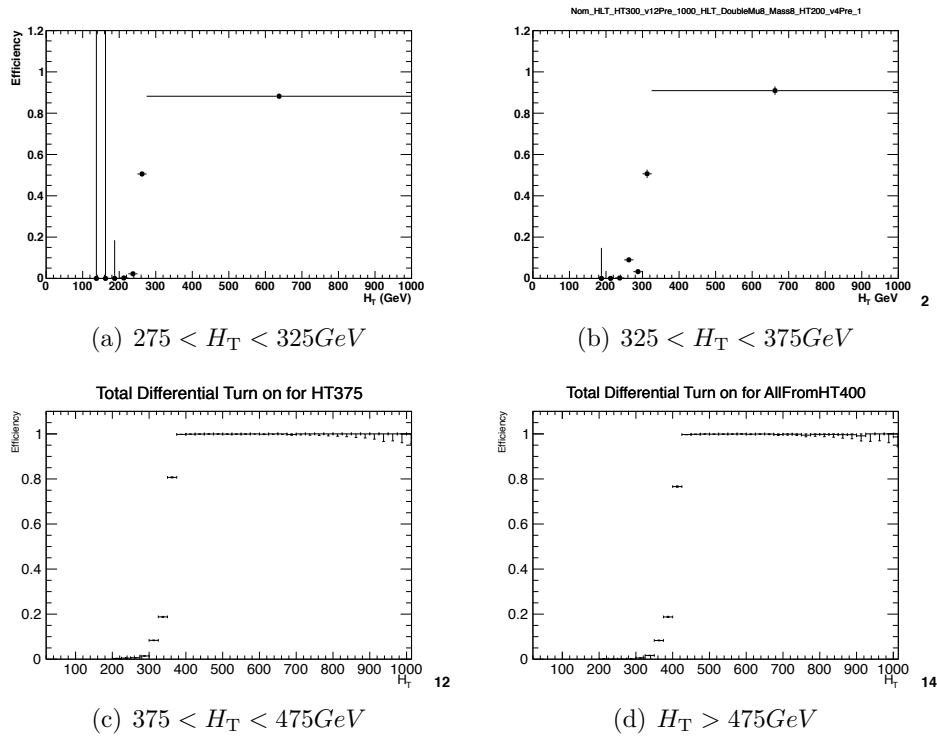 Nom_HLT_HT300_v12Pre_1000_HLT_DoubleMu8_Mass8_HT200_v4Pre_1
Efficiency
1.2
1
0.8
0.6
0.4
0.2
0
0 100 200 300 400 500 600 700 800 900 1000
H_T (GeV)
1.2
1
0.8
0.6
0.4
0.2
0
0 100 200 300 400 500 600 700 800 900 1000
H_T GeV
2
(a) 275 < H_T < 325GeV
(b) 325 < H_T < 375GeV
Total Differential Turn on for HT375
Efficiency
1
0.8
0.6
0.4
0.2
0
100 200 300 400 500 600 700 800 900 1000
H_T
12
Total Differential Turn on for AllFromHT400
Efficiency
1
0.8
0.6
0.4
0.2
0
100 200 300 400 500 600 700 800 900 1000
H_T
14
(c) 375 < H_T < 475GeV
(d) H_T > 475GeV